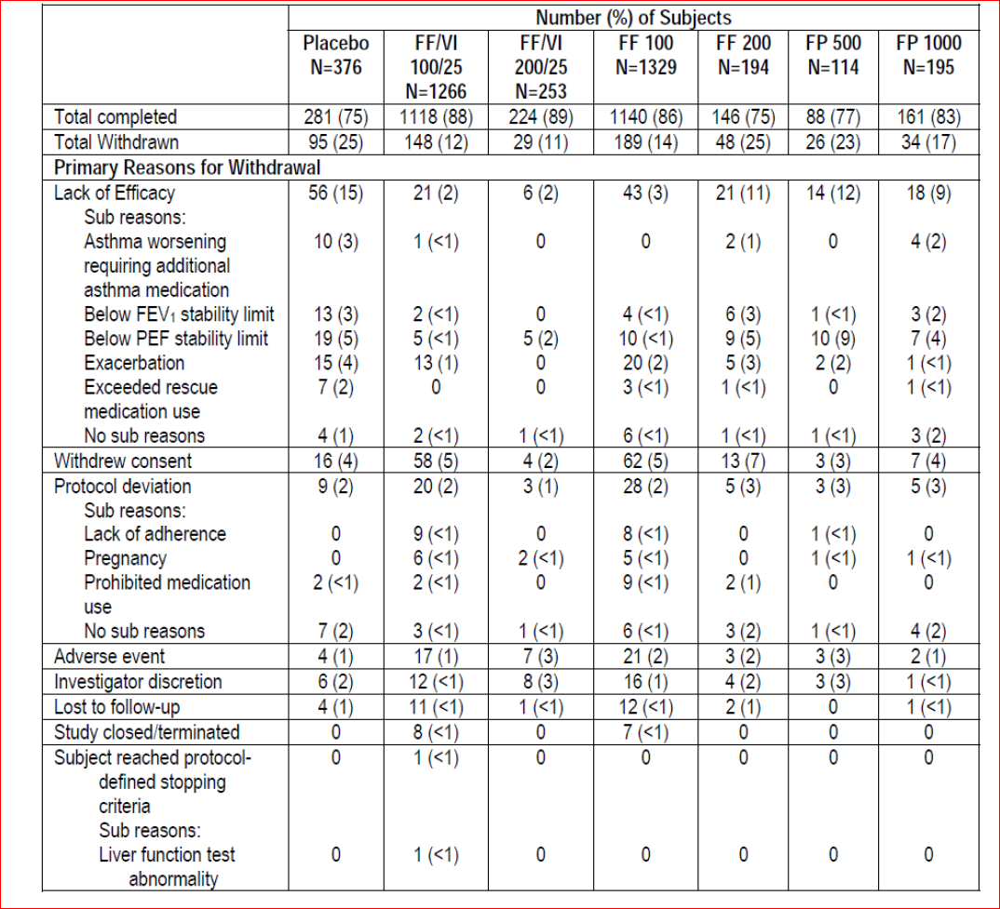 Number (%) of Subjects
Placebo N=376 FF/VI 100/25 N=1266 FF/VI 200/25 N=253 FF 100 N=1329 FF 200 N=194 FP 500 N=114 FP 1000 N=195
Total completed 281 (75) 1118 (88) 224 (89) 1140 (86) 146 (75) 88 (77) 161 (83)
Total Withdrawn 95 (25) 148 (12) 29 (11) 189 (14) 48 (25) 26 (23) 34 (17)
Primary Reasons for Withdrawal
Lack of Efficacy 56 (15) 21 (2) 6 (2) 43 (3) 21 (11) 14 (12) 18 (9)
Sub reasons:
Asthma worsening 10 (3) 1 (<1) 0 0 2 (1) 0 4 (2)
requiring additional
asthma medication
Below FEV₁ stability limit 13 (3) 2 (<1) 0 4 (<1) 6 (3) 1 (<1) 3 (2)
Below PEF stability limit 19 (5) 5 (<1) 5 (2) 10 (<1) 9 (5) 10 (9) 7 (4)
Exacerbation 15 (4) 13 (1) 0 20 (2) 5 (3) 2 (2) 1 (<1)
Exceeded rescue 7 (2) 0 0 3 (<1) 1 (<1) 0 1 (<1)
medication use
No sub reasons 4 (1) 2 (<1) 1 (<1) 6 (<1) 1 (<1) 1 (<1) 3 (2)
Withdrew consent 16 (4) 58 (5) 4 (2) 62 (5) 13 (7) 3 (3) 7 (4)
Protocol deviation 9 (2) 20 (2) 3 (1) 28 (2) 5 (3) 3 (3) 5 (3)
Sub reasons:
Lack of adherence 0 9 (<1) 0 8 (<1) 0 1 (<1) 0
Pregnancy 0 6 (<1) 2 (<1) 5 (<1) 0 1 (<1) 1 (<1)
Prohibited medication 2 (<1) 2 (<1) 0 9 (<1) 2 (1) 0 0
use
No sub reasons 7 (2) 3 (<1) 1 (<1) 6 (<1) 3 (2) 1 (<1) 4 (2)
Adverse event 4 (1) 17 (1) 7 (3) 21 (2) 3 (2) 3 (3) 2 (1)
Investigator discretion 6 (2) 12 (<1) 8 (3) 16 (1) 4 (2) 3 (3) 1 (<1)
Lost to follow-up 4 (1) 11 (<1) 1 (<1) 12 (<1) 2 (1) 0 1 (<1)
Study closed/terminated 0 8 (<1) 0 7 (<1) 0 0 0
Subject reached protocol- 0 1 (<1) 0 0 0 0 0
defined stopping
criteria
Sub reasons:
Liver function test 0 1 (<1) 0 0 0 0 0
abnormality